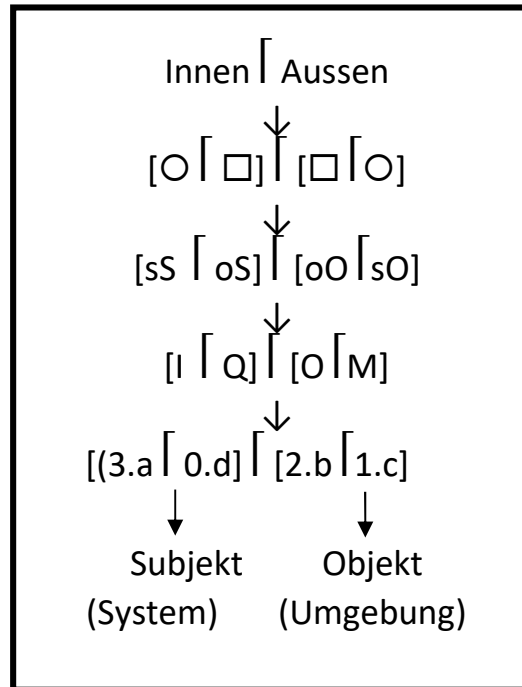 Innen ⌈ Aussen
↓
[○ ⌈ □] ⌈ [□ ⌈ ○]
↓
[sS ⌈ oS] ⌈ [oO ⌈ sO]
↓
[I ⌈ Q] ⌈ [O ⌈ M]
↓
[(3.a ⌈ 0.d] ⌈ [2.b ⌈ 1.c]
↓ ↓
Subjekt Objekt
(System) (Umgebung)